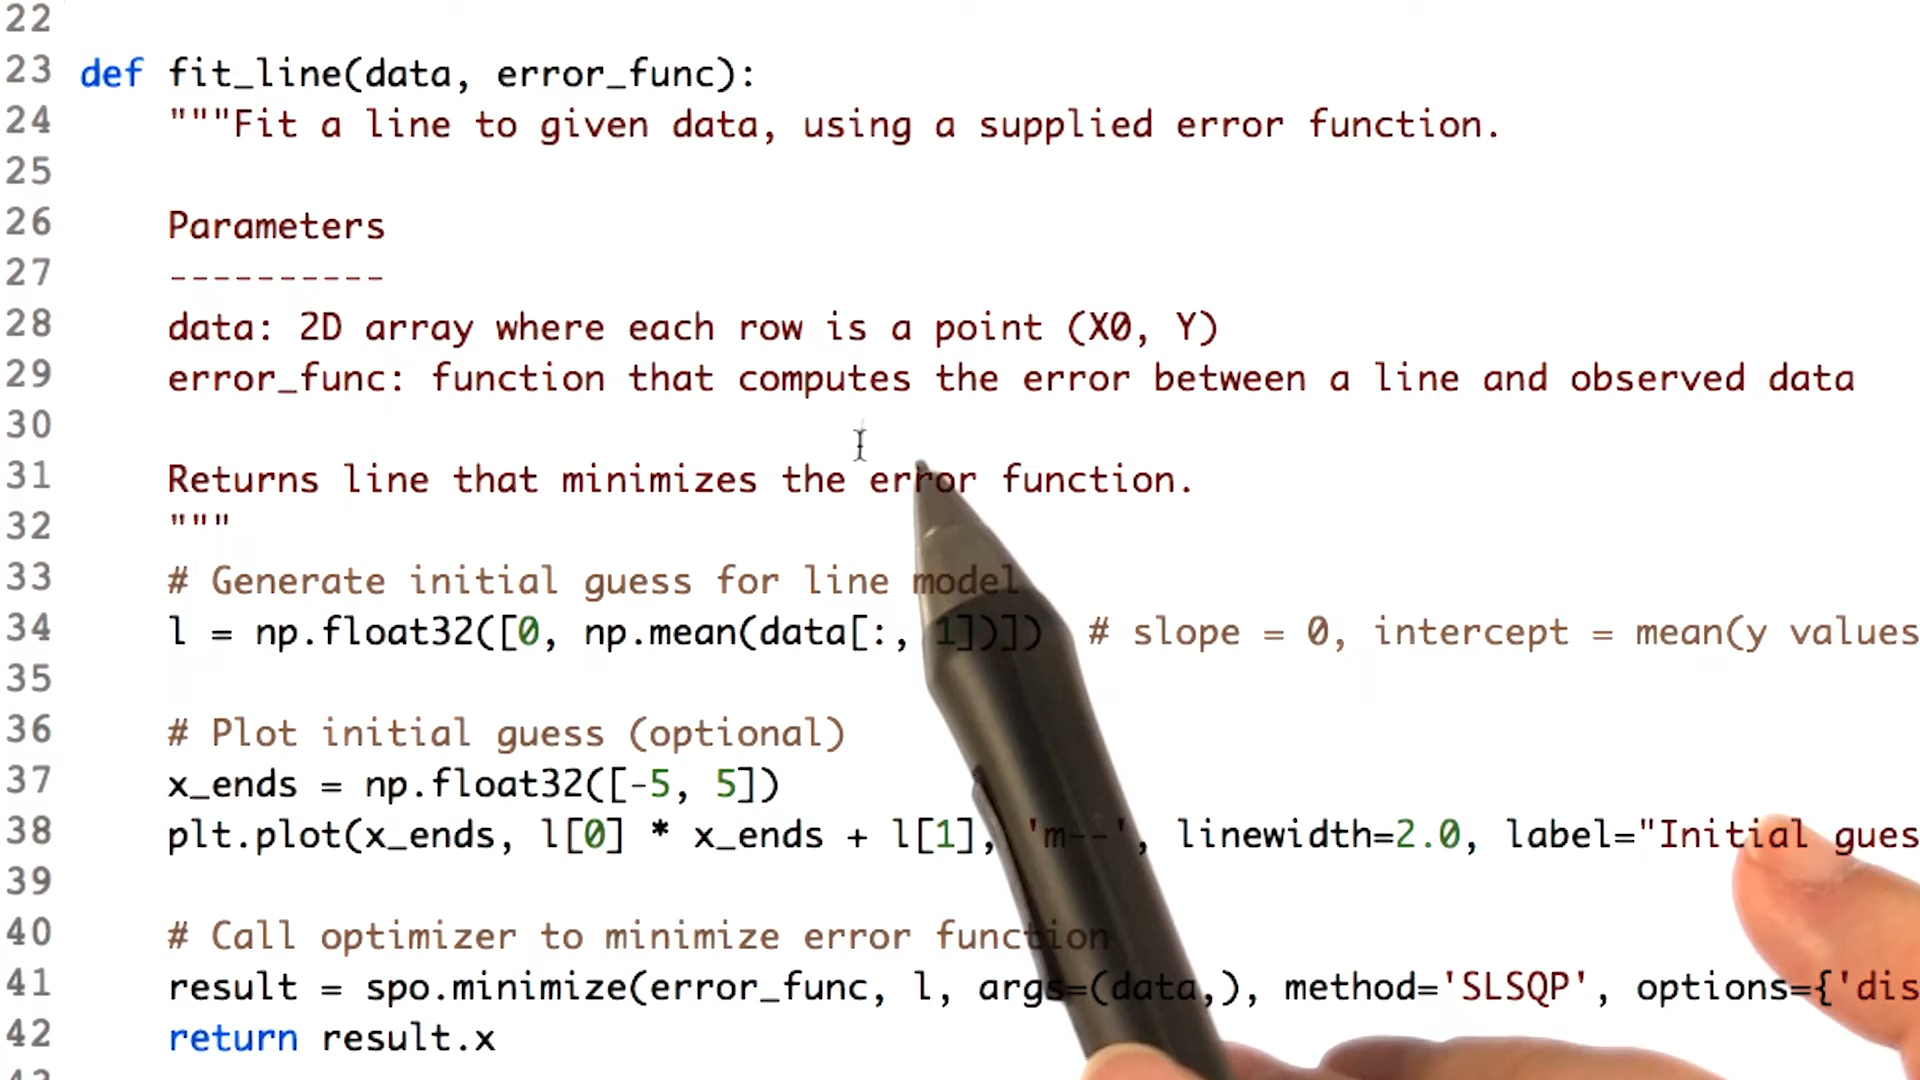 22
23 def fit_line(data, error_func):
24 """Fit a line to given data, using a supplied error function.
25
26 Parameters
27 ----------
28 data: 2D array where each row is a point (X0, Y)
29 error_func: function that computes the error between a line and observed data
30
31 Returns line that minimizes the error function.
32 """
33 # Generate initial guess for line model
34 l = np.float32([0, np.mean(data[:, 1])]) # slope = 0, intercept = mean(y values
35
36 # Plot initial guess (optional)
37 x_ends = np.float32([-5, 5])
38 plt.plot(x_ends, l[0] * x_ends + l[1], 'm--', linewidth=2.0, label="Initial gues
39
40 # Call optimizer to minimize error function
41 result = spo.minimize(error_func, l, args=(data,), method='SLSQP', options={'dis
42 return result.x